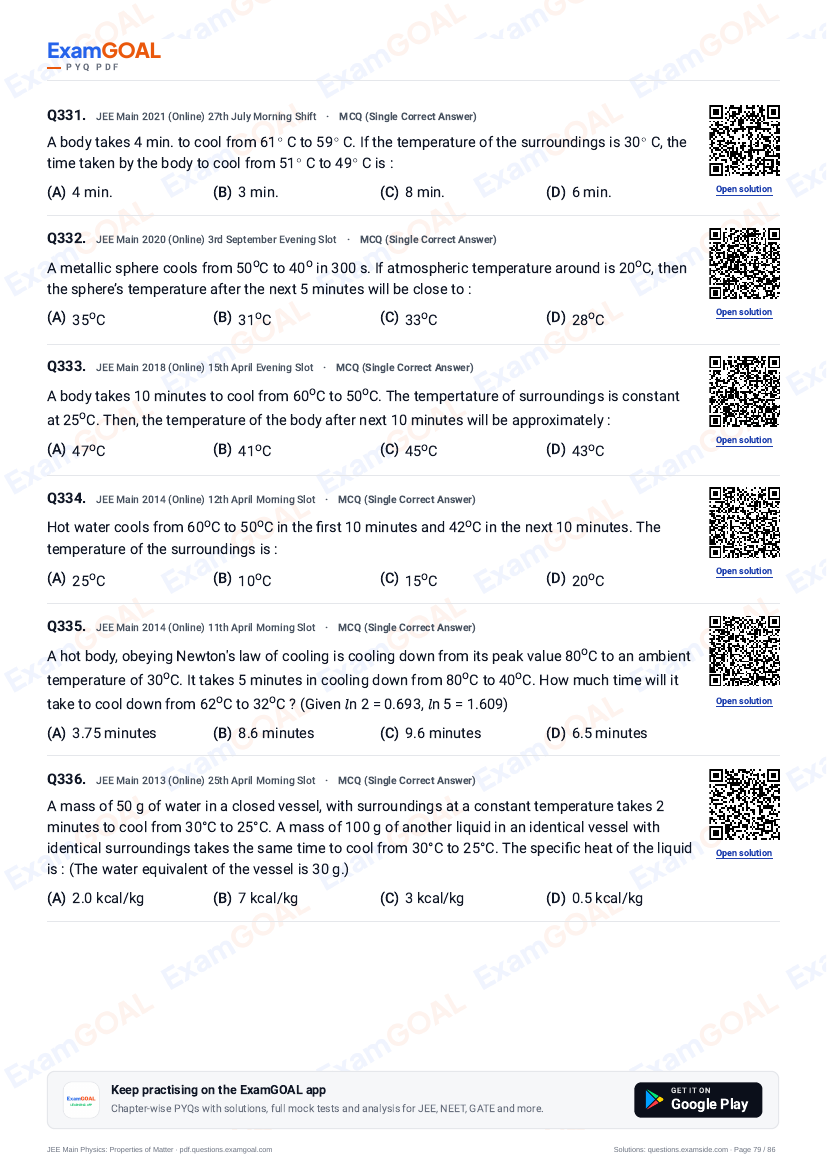 ExamGOAL
PYQ PDF
Q331. JEE Main 2021 (Online) 27th July Morning Shift · MCQ (Single Correct Answer)
A body takes 4 min. to cool from 61° C to 59° C. If the temperature of the surroundings is 30° C, the
time taken by the body to cool from 51° C to 49° C is :
(A) 4 min. (B) 3 min. (C) 8 min. (D) 6 min.
Open solution
Q332. JEE Main 2020 (Online) 3rd September Evening Slot · MCQ (Single Correct Answer)
A metallic sphere cools from 50°C to 40° in 300 s. If atmospheric temperature around is 20°C, then
the sphere's temperature after the next 5 minutes will be close to :
(A) 35°C (B) 31°C (C) 33°C (D) 28°C
Open solution
Q333. JEE Main 2018 (Online) 15th April Evening Slot · MCQ (Single Correct Answer)
A body takes 10 minutes to cool from 60°C to 50°C. The tempertature of surroundings is constant
at 25°C. Then, the temperature of the body after next 10 minutes will be approximately :
(A) 47°C (B) 41°C (C) 45°C (D) 43°C
Open solution
Q334. JEE Main 2014 (Online) 12th April Morning Slot · MCQ (Single Correct Answer)
Hot water cools from 60°C to 50°C in the first 10 minutes and 42°C in the next 10 minutes. The
temperature of the surroundings is :
(A) 25°C (B) 10°C (C) 15°C (D) 20°C
Open solution
Q335. JEE Main 2014 (Online) 11th April Morning Slot · MCQ (Single Correct Answer)
A hot body, obeying Newton's law of cooling is cooling down from its peak value 80°C to an ambient
temperature of 30°C. It takes 5 minutes in cooling down from 80°C to 40°C. How much time will it
take to cool down from 62°C to 32°C ? (Given ln 2 = 0.693, ln 5 = 1.609)
(A) 3.75 minutes (B) 8.6 minutes (C) 9.6 minutes (D) 6.5 minutes
Open solution
Q336. JEE Main 2013 (Online) 25th April Morning Slot · MCQ (Single Correct Answer)
A mass of 50 g of water in a closed vessel, with surroundings at a constant temperature takes 2
minutes to cool from 30°C to 25°C. A mass of 100 g of another liquid in an identical vessel with
identical surroundings takes the same time to cool from 30°C to 25°C. The specific heat of the liquid
is : (The water equivalent of the vessel is 30 g.)
(A) 2.0 kcal/kg (B) 7 kcal/kg (C) 3 kcal/kg (D) 0.5 kcal/kg
Open solution
ExamGOAL
Keep practising on the ExamGOAL app
Chapter-wise PYQs with solutions, full mock tests and analysis for JEE, NEET, GATE and more.
GET IT ON
Google Play
JEE Main Physics: Properties of Matter · pdf.questions.examgoal.com
Solutions: questions.examside.com · Page 79 / 86